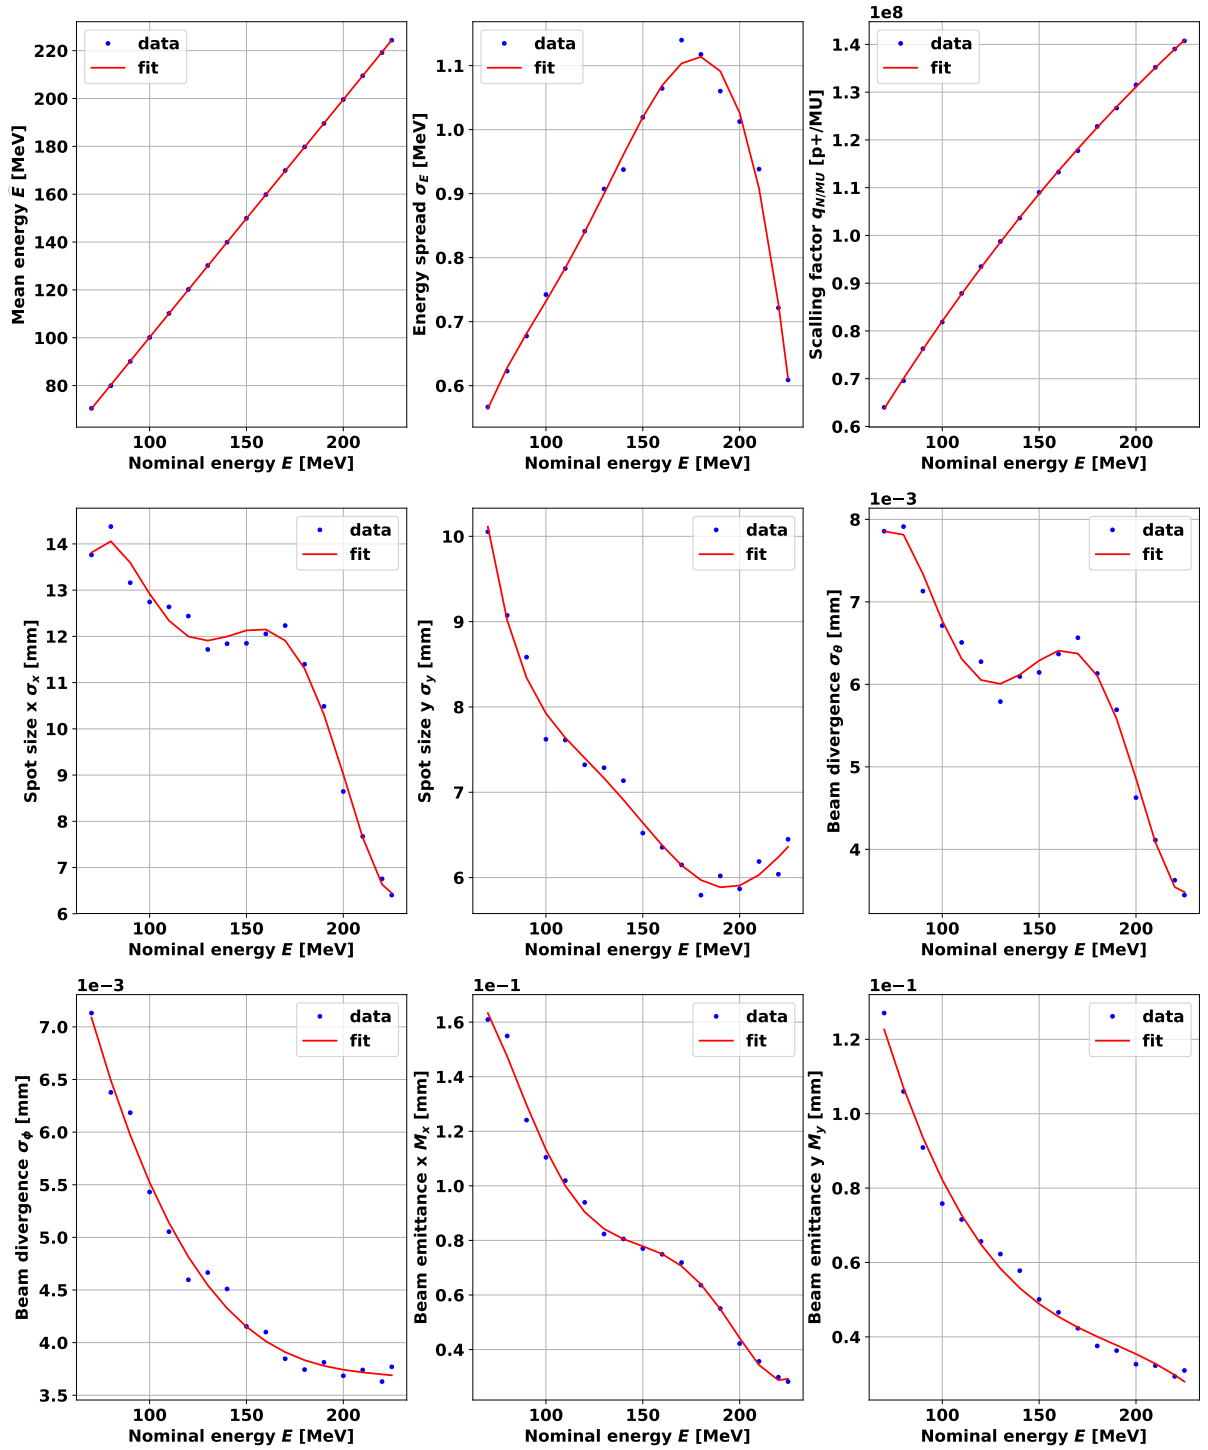 data
fit
80
100
120
140
160
180
200
220
Mean energy E̅ [MeV]
100
150
200
Nominal energy E [MeV]
data
fit
0.6
0.7
0.8
0.9
1.0
1.1
Energy spread σ_E [MeV]
100
150
200
Nominal energy E [MeV]
1e8
data
fit
0.6
0.7
0.8
0.9
1.0
1.1
1.2
1.3
1.4
Scalling factor q_N/MU [p+/MU]
100
150
200
Nominal energy E [MeV]
data
fit
6
7
8
9
10
11
12
13
14
Spot size x σ_x [mm]
100
150
200
Nominal energy E [MeV]
data
fit
6
7
8
9
10
Spot size y σ_y [mm]
100
150
200
Nominal energy E [MeV]
1e−3
data
fit
4
5
6
7
8
Beam divergence σ_θ [mm]
100
150
200
Nominal energy E [MeV]
1e−3
data
fit
3.5
4.0
4.5
5.0
5.5
6.0
6.5
7.0
Beam divergence σ_ϕ [mm]
100
150
200
Nominal energy E [MeV]
1e−1
data
fit
0.4
0.6
0.8
1.0
1.2
1.4
1.6
Beam emittance x M_x [mm]
100
150
200
Nominal energy E [MeV]
1e−1
data
fit
0.4
0.6
0.8
1.0
1.2
Beam emittance y M_y [mm]
100
150
200
Nominal energy E [MeV]